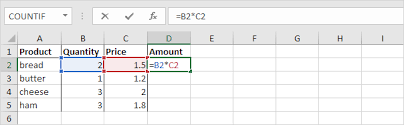 COUNTIF =B2*C2
A B C D E F G H
1 Product Quantity Price Amount
2 bread 2 1.5 =B2*C2
3 butter 1 1.2
4 cheese 3 2
5 ham 3 1.8